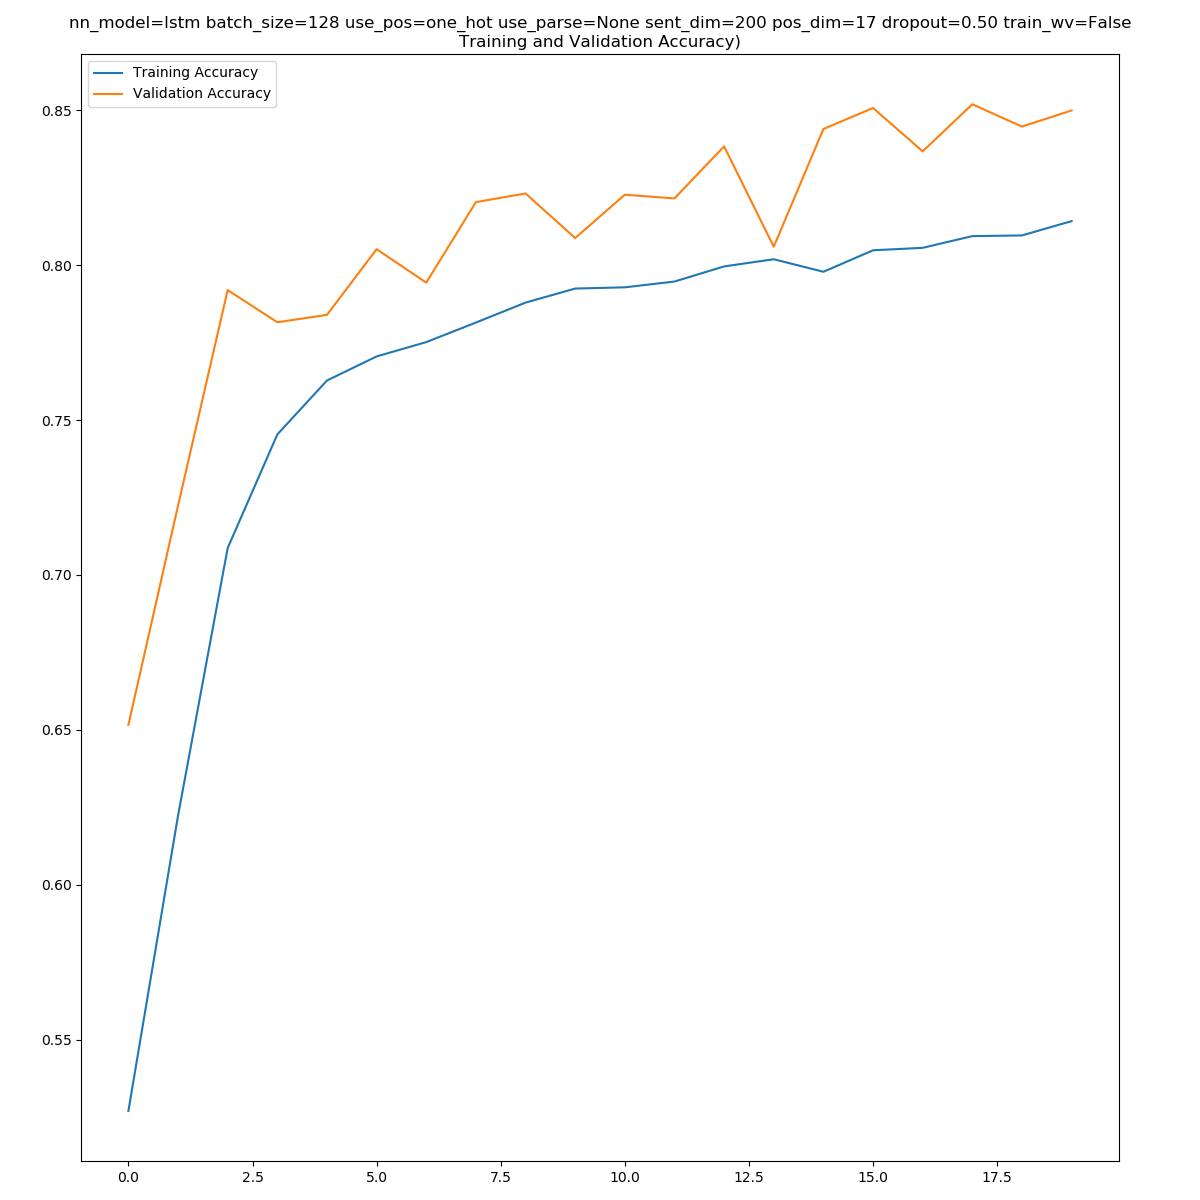 nn_model=lstm batch_size=128 use_pos=one_hot use_parse=None sent_dim=200 pos_dim=17 dropout=0.50 train_wv=False
Training and Validation Accuracy)
Training Accuracy
Validation Accuracy
0.85
0.80
0.75
0.70
0.65
0.60
0.55
0.0 2.5 5.0 7.5 10.0 12.5 15.0 17.5